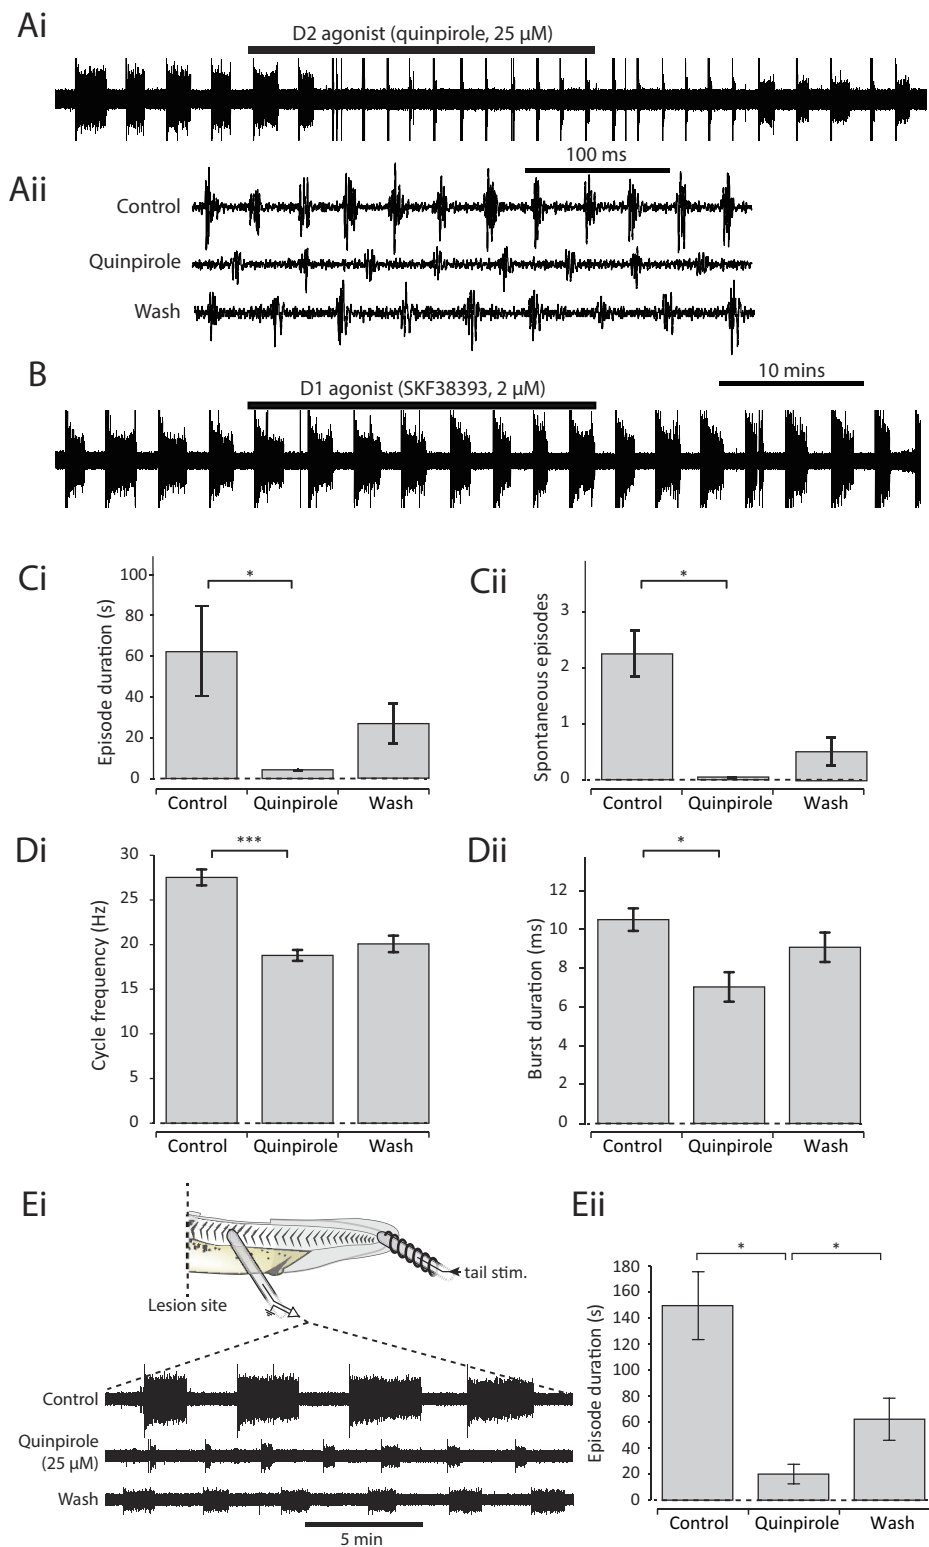 Ai
D2 agonist (quinpirole, 25 µM)
Aii
100 ms
Control
Quinpirole
Wash
B
10 mins
D1 agonist (SKF38393, 2 µM)
Ci
Episode duration (s)
100
80
60
40
20
0
*
Control Quinpirole Wash
Cii
Spontaneous episodes
3
2
1
0
*
Control Quinpirole Wash
Di
Cycle frequency (Hz)
30
25
20
15
10
5
0
***
Control Quinpirole Wash
Dii
Burst duration (ms)
12
10
8
6
4
2
0
*
Control Quinpirole Wash
Ei
tail stim.
Lesion site
Control
Quinpirole
(25 µM)
Wash
5 min
Eii
Episode duration (s)
180
160
140
120
100
80
60
40
20
0
* *
Control Quinpirole Wash